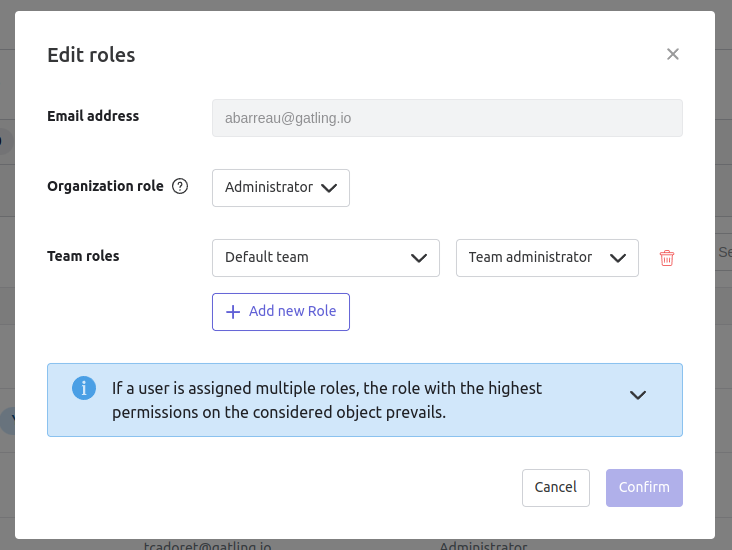 Edit roles
Email address
abarreau@gatling.io
Organization role ?
Administrator
Team roles
Default team
Team administrator
Add new Role
If a user is assigned multiple roles, the role with the highest
permissions on the considered object prevails.
Cancel
Confirm
tcadoret@gatling.io
Administrator